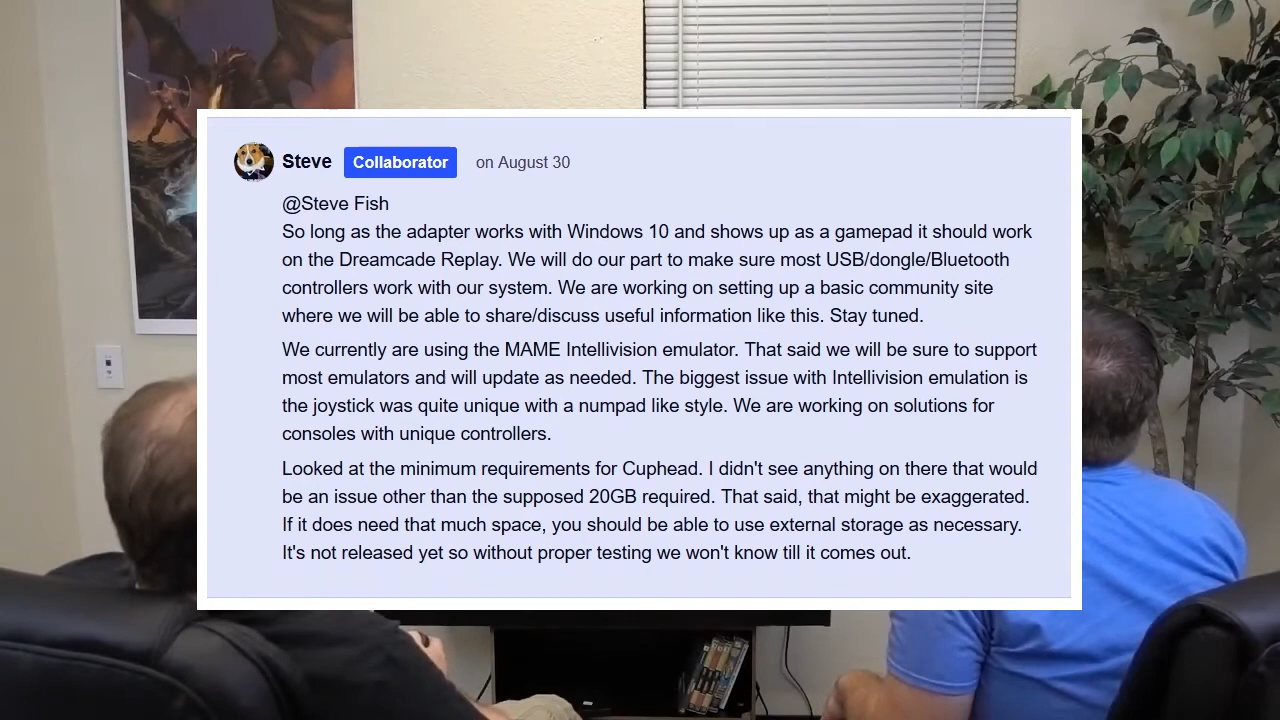 Steve Collaborator on August 30
@Steve Fish
So long as the adapter works with Windows 10 and shows up as a gamepad it should work
on the Dreamcade Replay. We will do our part to make sure most USB/dongle/Bluetooth
controllers work with our system. We are working on setting up a basic community site
where we will be able to share/discuss useful information like this. Stay tuned.
We currently are using the MAME Intellivision emulator. That said we will be sure to support
most emulators and will update as needed. The biggest issue with Intellivision emulation is
the joystick was quite unique with a numpad like style. We are working on solutions for
consoles with unique controllers.
Looked at the minimum requirements for Cuphead. I didn't see anything on there that would
be an issue other than the supposed 20GB required. That said, that might be exaggerated.
If it does need that much space, you should be able to use external storage as necessary.
It's not released yet so without proper testing we won't know till it comes out.